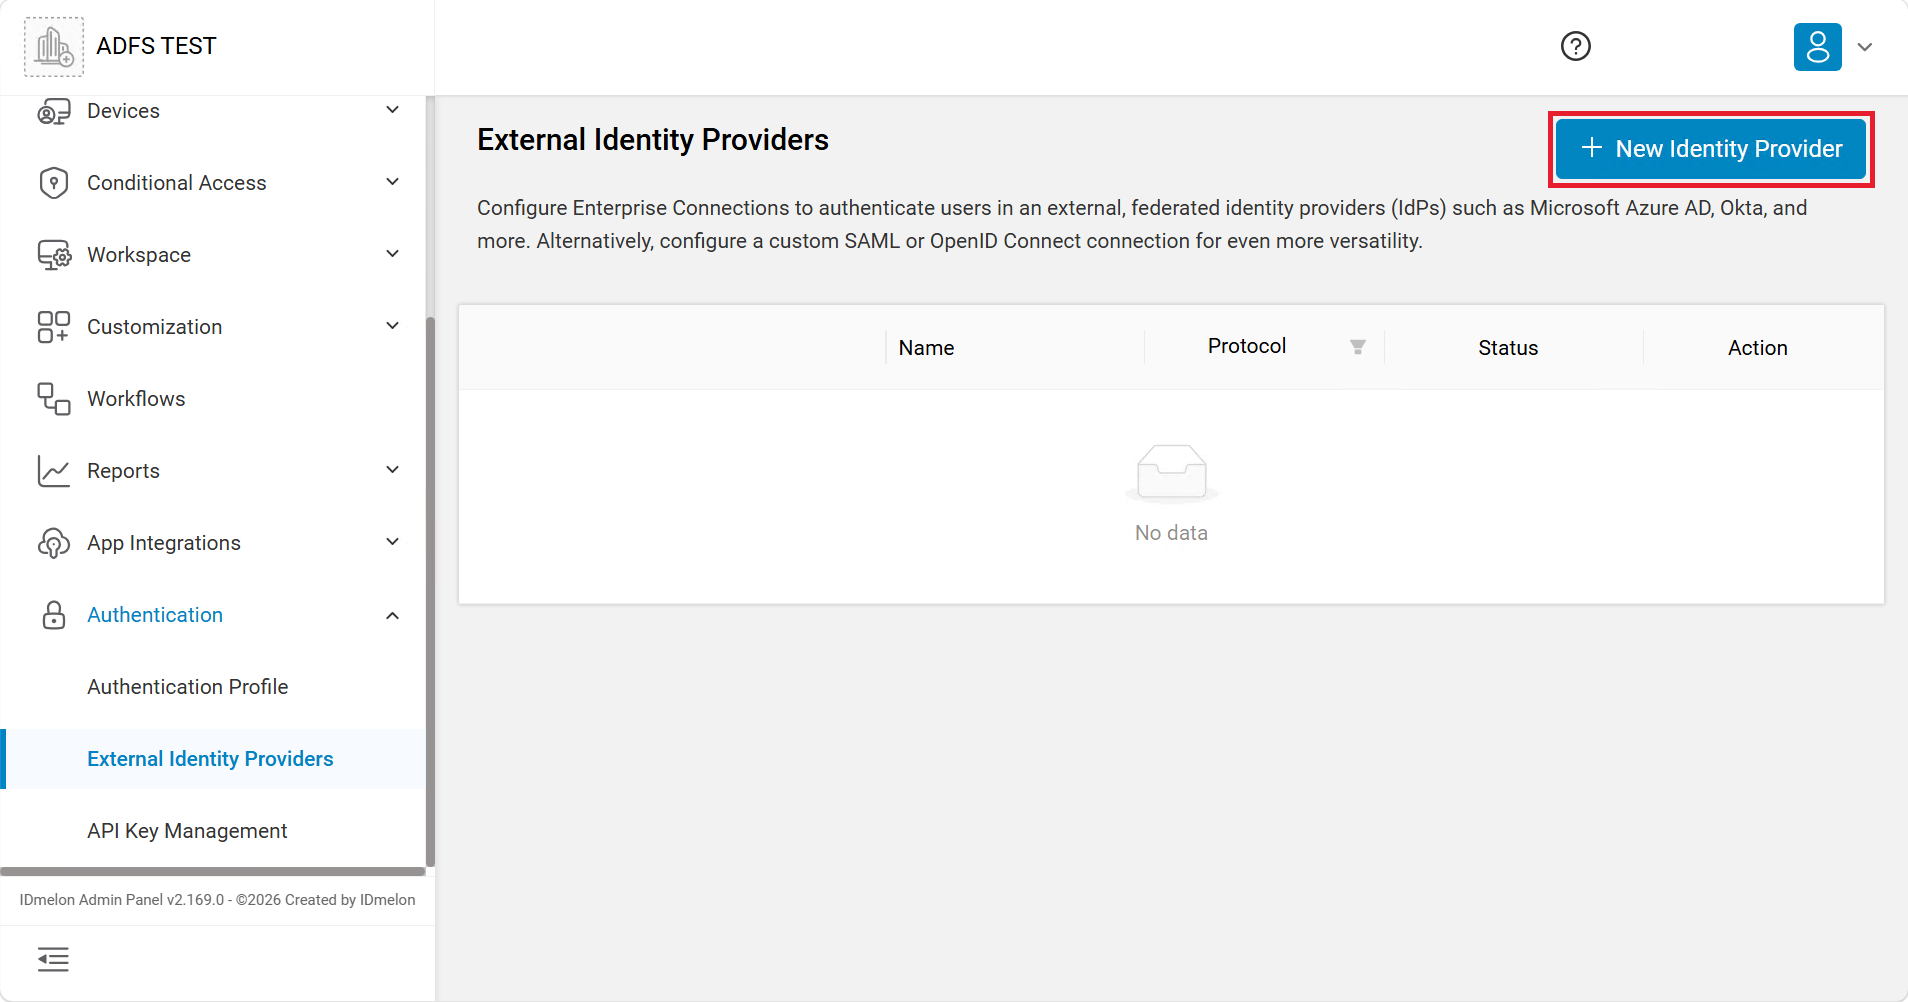 ADFS TEST
Devices
Conditional Access
Workspace
Customization
Workflows
Reports
App Integrations
Authentication
Authentication Profile
External Identity Providers
API Key Management
IDmelon Admin Panel v2.169.0 - ©2026 Created by IDmelon
External Identity Providers
+ New Identity Provider
Configure Enterprise Connections to authenticate users in an external, federated identity providers (IdPs) such as Microsoft Azure AD, Okta, and
more. Alternatively, configure a custom SAML or OpenID Connect connection for even more versatility.
Name Protocol Status Action
No data